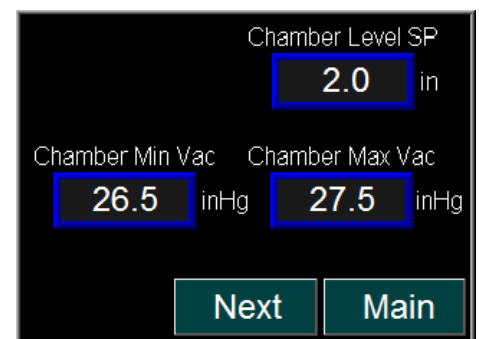 Chamber Level SP
2.0 in
Chamber Min Vac Chamber Max Vac
26.5 inHg 27.5 inHg
Next Main